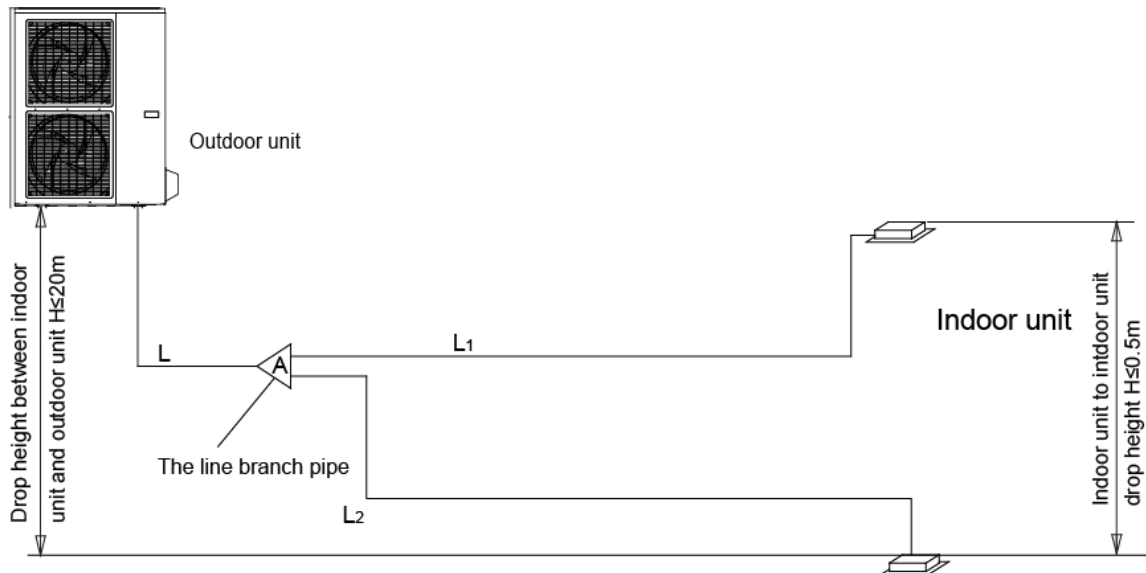 Outdoor unit
Drop height between indoor
unit and outdoor unit H≤20m
L
A
L1
The line branch pipe
L2
Indoor unit
Indoor unit to intdoor unit
drop height H≤0.5m